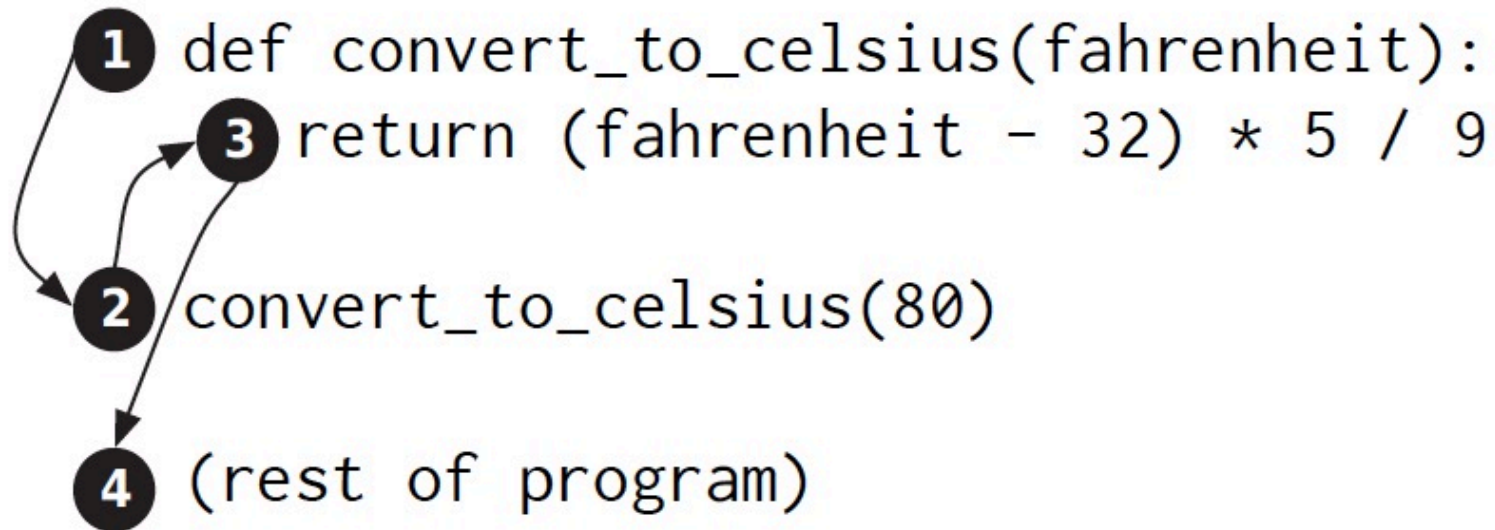 1 def convert_to_celsius(fahrenheit):
3 return (fahrenheit - 32) * 5 / 9
2 convert_to_celsius(80)
4 (rest of program)